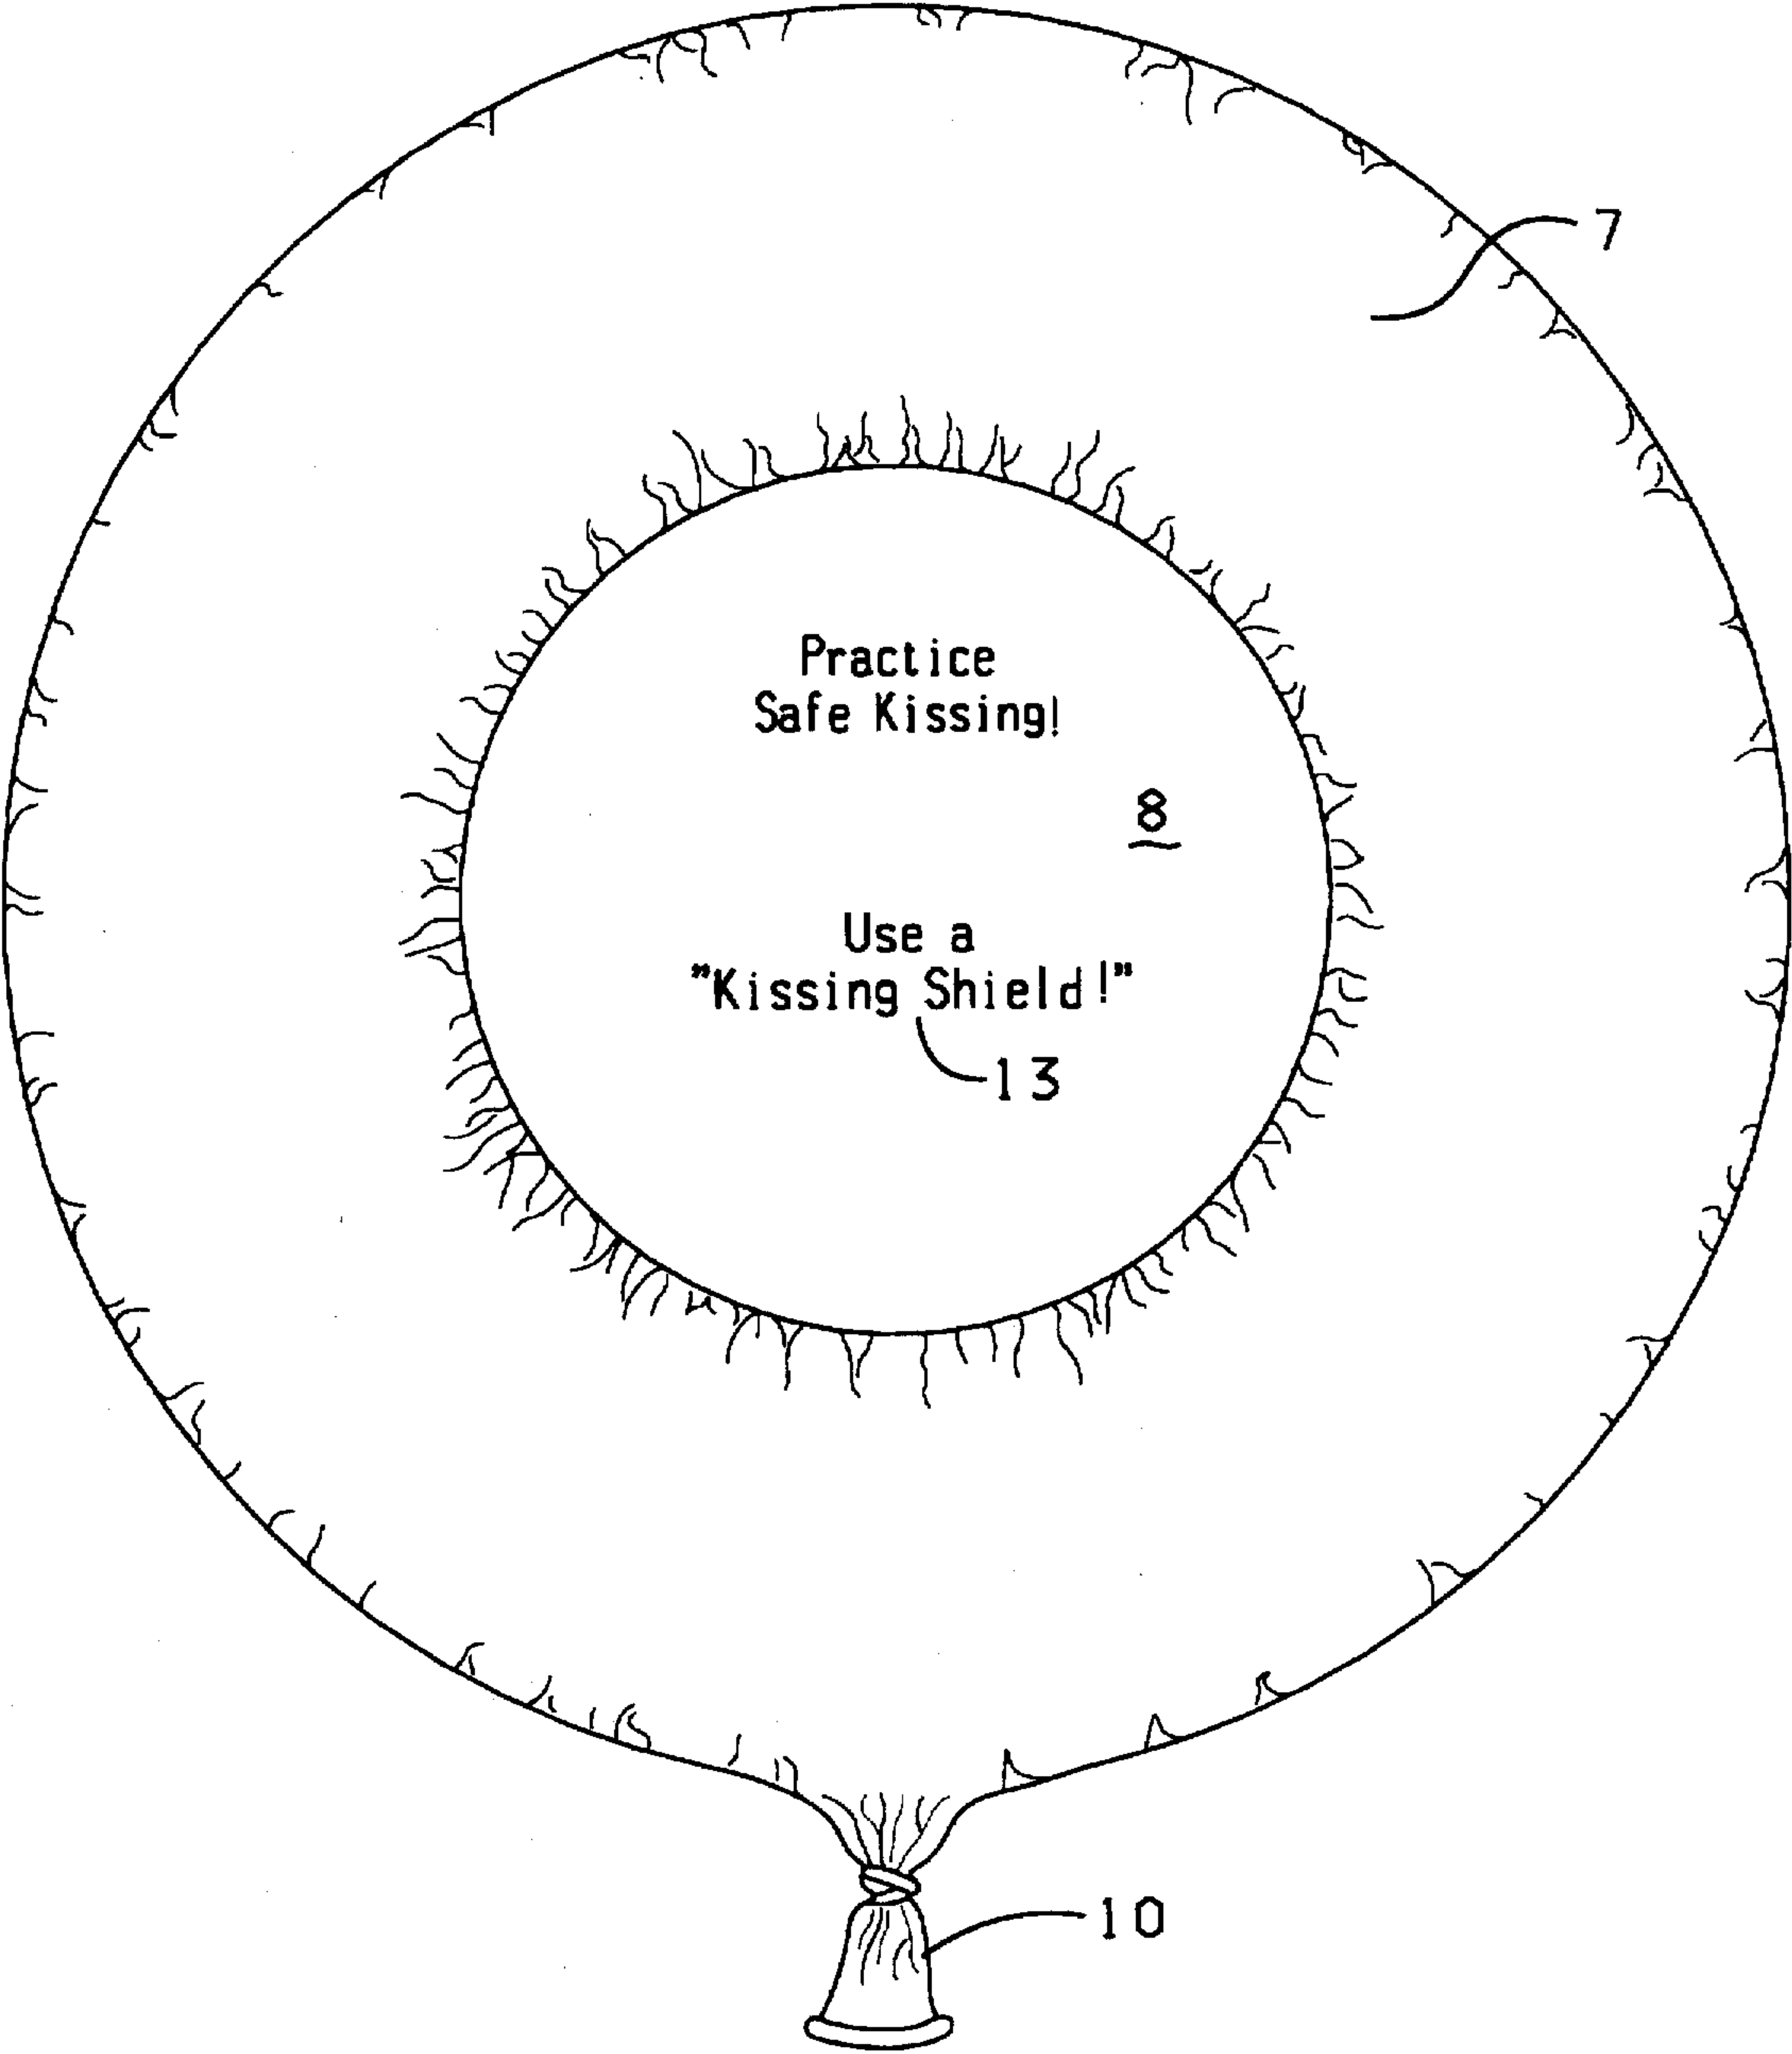 7
Practice
Safe Kissing!
8
Use a
"Kissing Shield!"
13
10